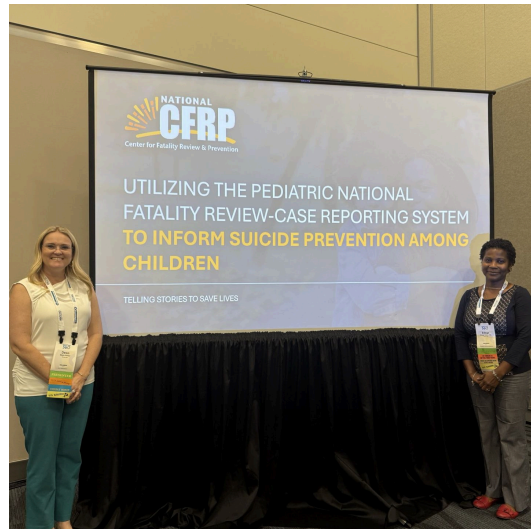 NATIONAL
CFRP
Center for Fatality Review & Prevention
UTILIZING THE PEDIATRIC NATIONAL
FATALITY REVIEW-CASE REPORTING SYSTEM
TO INFORM SUICIDE PREVENTION AMONG
CHILDREN
TELLING STORIES TO SAVE LIVES